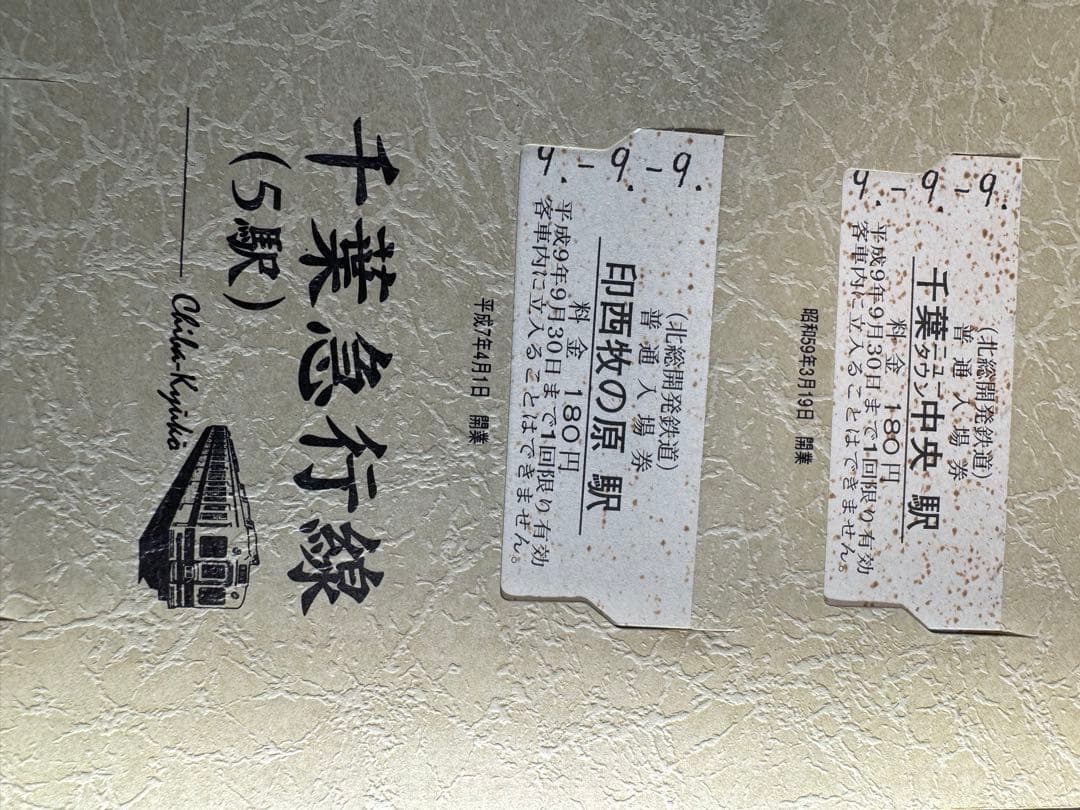 9.-9.-9.
(北総開発鉄道)
普通入場券
千葉ニュータウン中央駅
料金 180円
平成9年9月30日まで1回限り有効
客車内に立入ることはできません。
昭和59年3月19日 開業
9.-9.-9.
(北総開発鉄道)
普通入場券
印西牧の原駅
料金 180円
平成9年9月30日まで1回限り有効
客車内に立入ることはできません。
平成7年4月1日 開業
千葉急行線
(5駅)
Chiba-Kyūkō